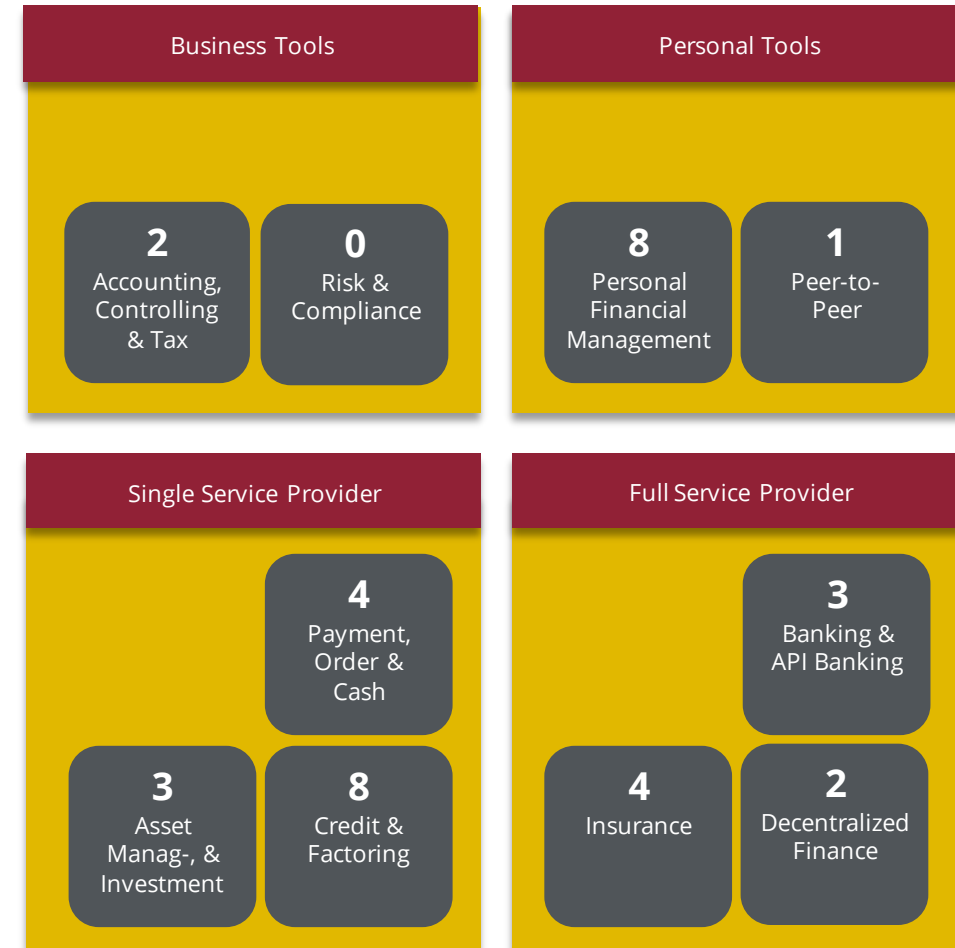 Business Tools
2
Accounting,
Controlling
& Tax
0
Risk &
Compliance
Personal Tools
8
Personal
Financial
Management
1
Peer-to-
Peer
Single Service Provider
4
Payment,
Order &
Cash
3
Asset
Manag-, &
Investment
8
Credit &
Factoring
Full Service Provider
3
Banking &
API Banking
4
Insurance
2
Decentralized
Finance